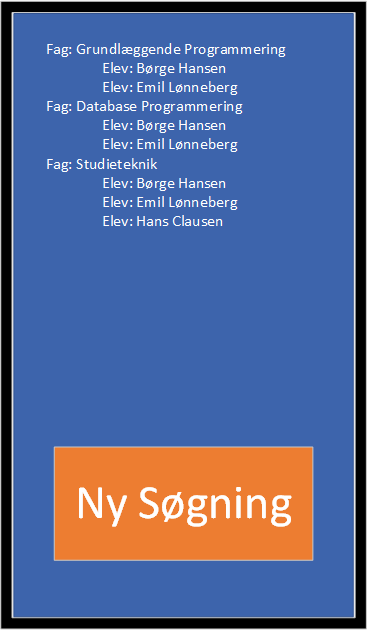 Fag: Grundlæggende Programmering
Elev: Børge Hansen
Elev: Emil Lønneberg
Fag: Database Programmering
Elev: Børge Hansen
Elev: Emil Lønneberg
Fag: Studieteknik
Elev: Børge Hansen
Elev: Emil Lønneberg
Elev: Hans Clausen
Ny Søgning